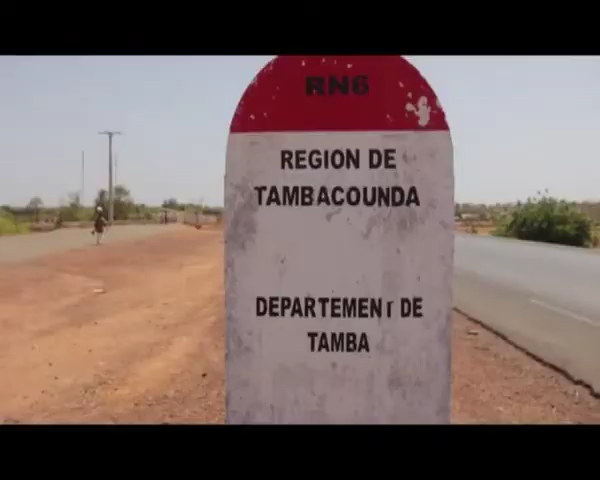 RN6
REGION DE
TAMBACOUNDA
DEPARTEMENT DE
TAMBA